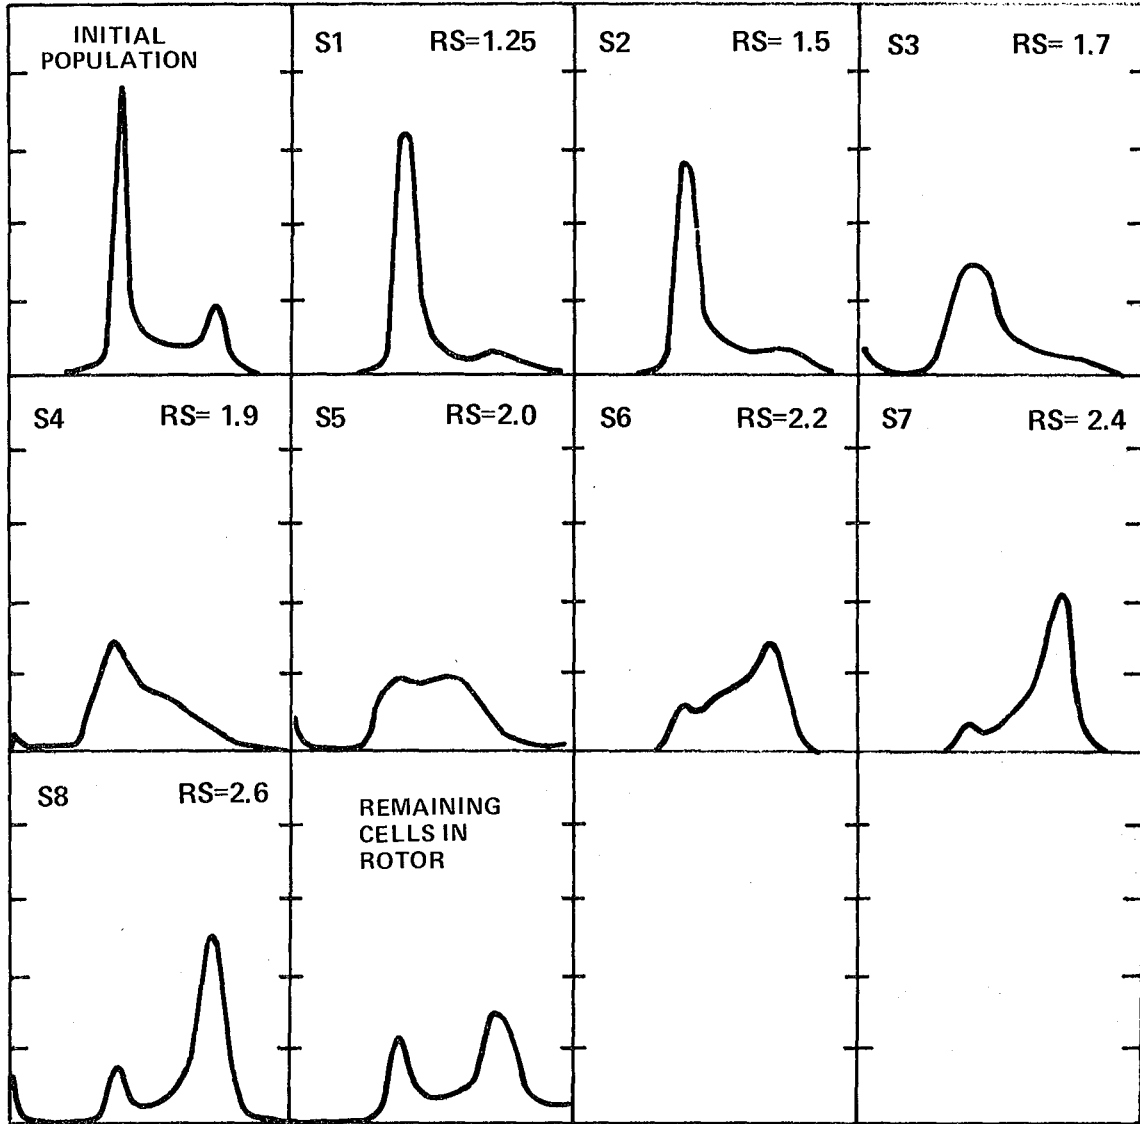 INITIAL
POPULATION
S1 RS=1.25
S2 RS= 1.5
S3 RS= 1.7
S4 RS= 1.9
S5 RS=2.0
S6 RS=2.2
S7 RS= 2.4
S8 RS=2.6
REMAINING
CELLS IN
ROTOR